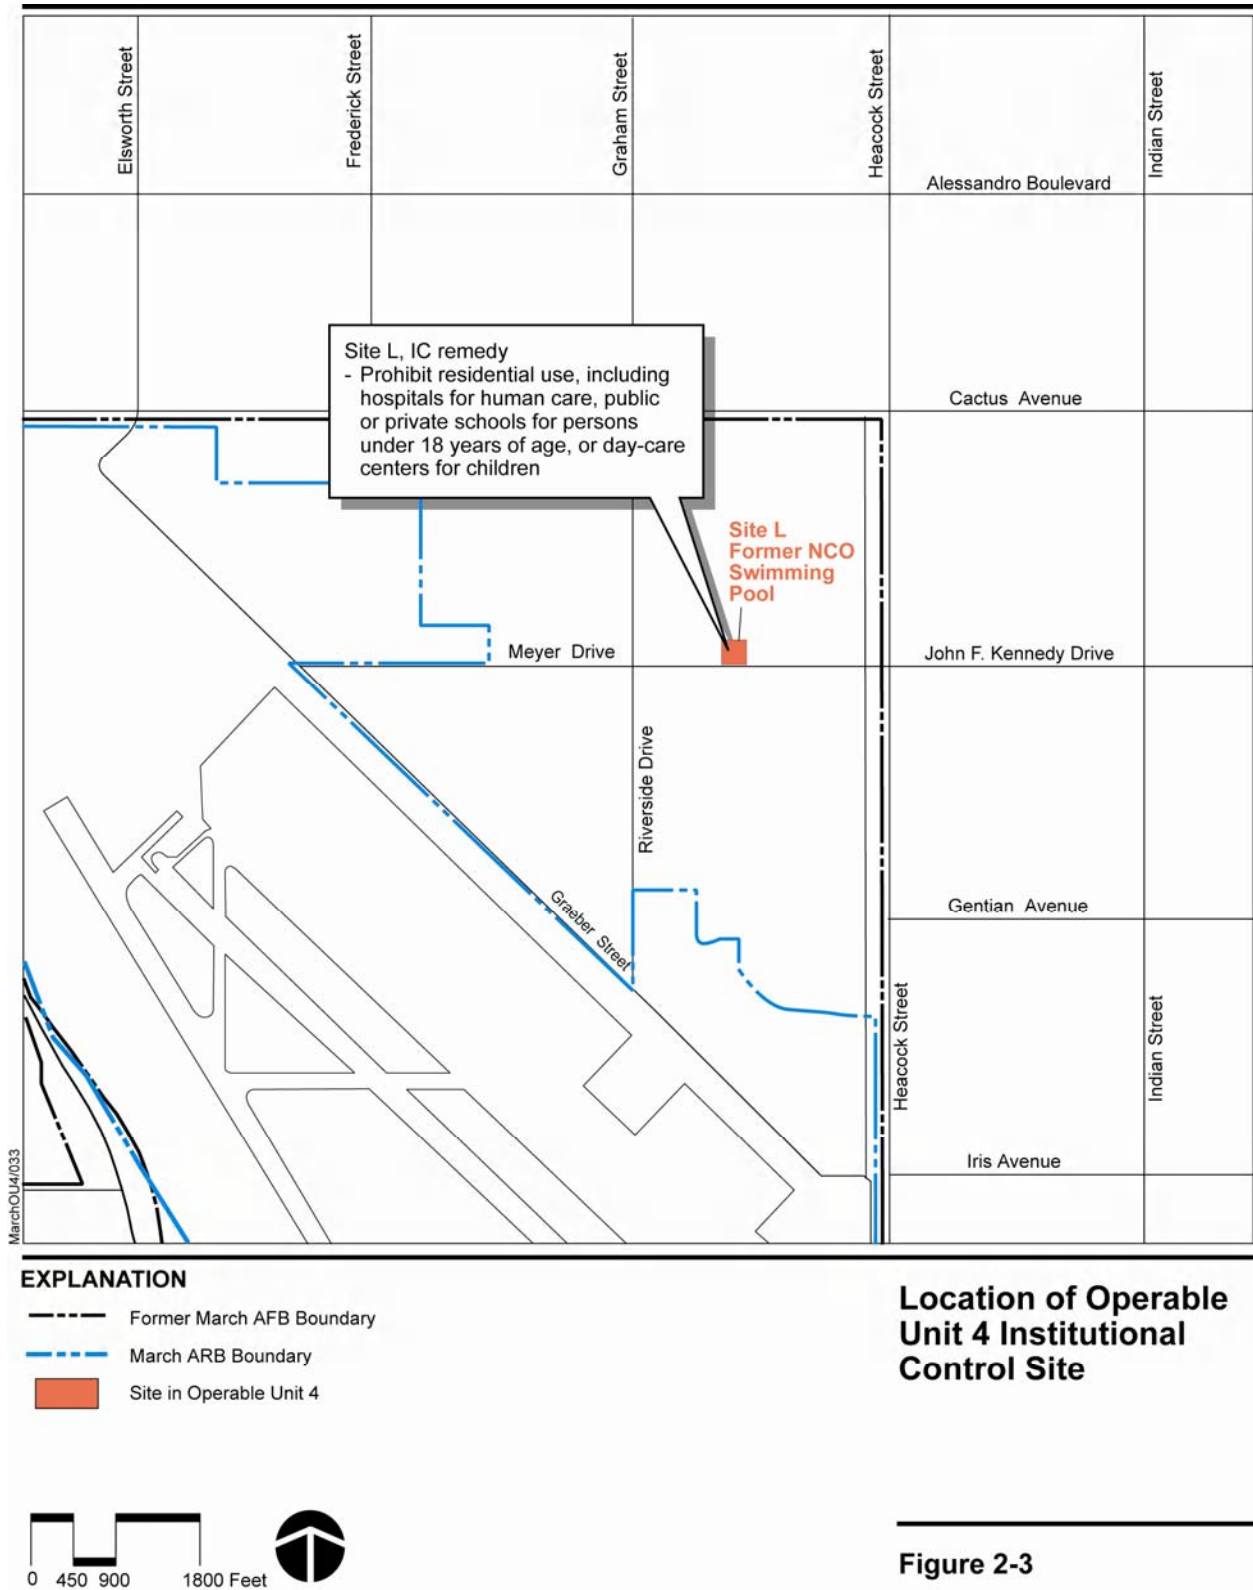 Elsworth Street
Frederick Street
Graham Street
Heacock Street
Indian Street
Alessandro Boulevard
Site L, IC remedy
- Prohibit residential use, including
hospitals for human care, public
or private schools for persons
under 18 years of age, or day-care
centers for children
Cactus Avenue
Site L
Former NCO
Swimming
Pool
Meyer Drive
John F. Kennedy Drive
Riverside Drive
Graeber Street
Gentian Avenue
Heacock Street
Indian Street
Iris Avenue
MarchOU4/033
EXPLANATION
Former March AFB Boundary
March ARB Boundary
Site in Operable Unit 4
Location of Operable
Unit 4 Institutional
Control Site
0 450 900 1800 Feet
Figure 2-3